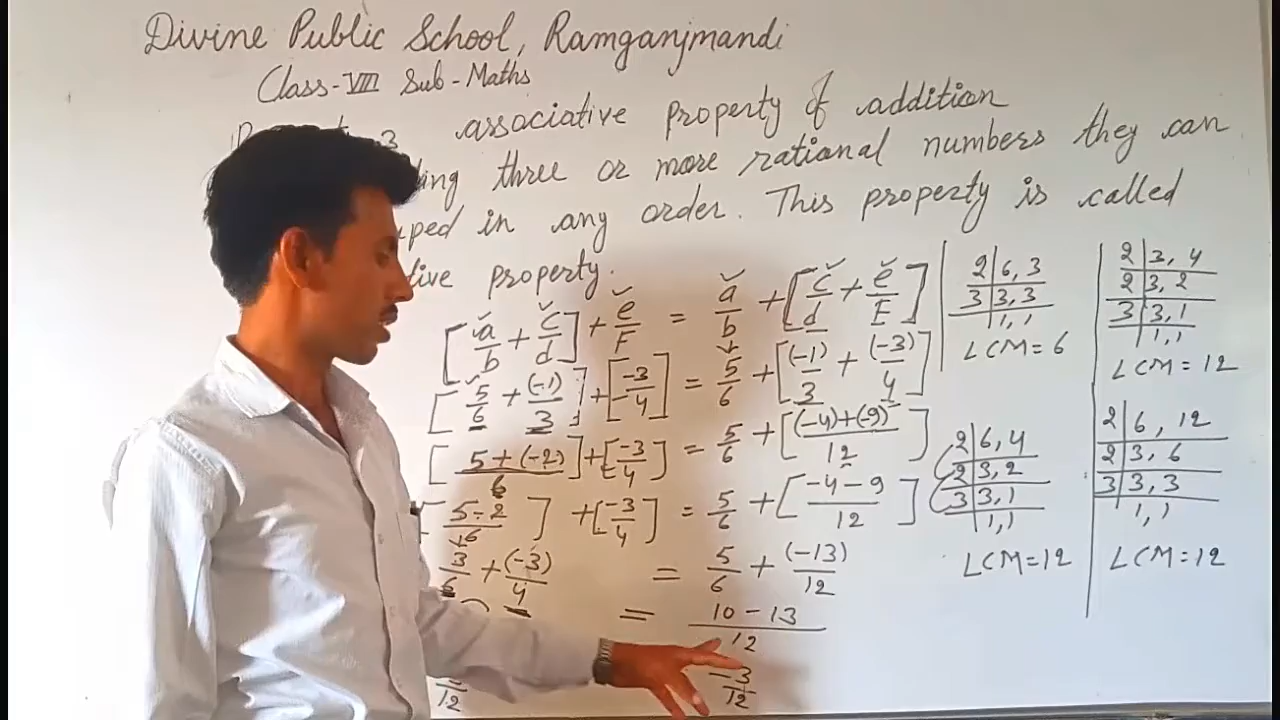 Divine Public School, Ramganjmandi
Class-VIII Sub-Maths
3 associative property of addition
three or more rational numbers they can
in any order. This property is called
property.
[a/b + c/d] + e/F = a/b + [c/d + e/F]
[5/6 + (-1)/3] + [-3/-4] = 5/6 + [(-1)/3 + (-3)/4]
[5+(-2)/6] + [-3/4] = 5/6 + [(-4)+(-9)/12]
[5-2/6] + [-3/4] = 5/6 + [-4-9/12]
3/6 + (-3)/4 = 5/6 + (-13)/12
= 10-13/12
-3/12
2|6, 3
3|3, 3
1, 1
LCM=6
2|3, 4
2|3, 2
3|3, 1
1, 1
LCM=12
2|6, 4
2|3, 2
3|3, 1
1, 1
LCM=12
2|6, 12
2|3, 6
3|3, 3
1, 1
LCM=12